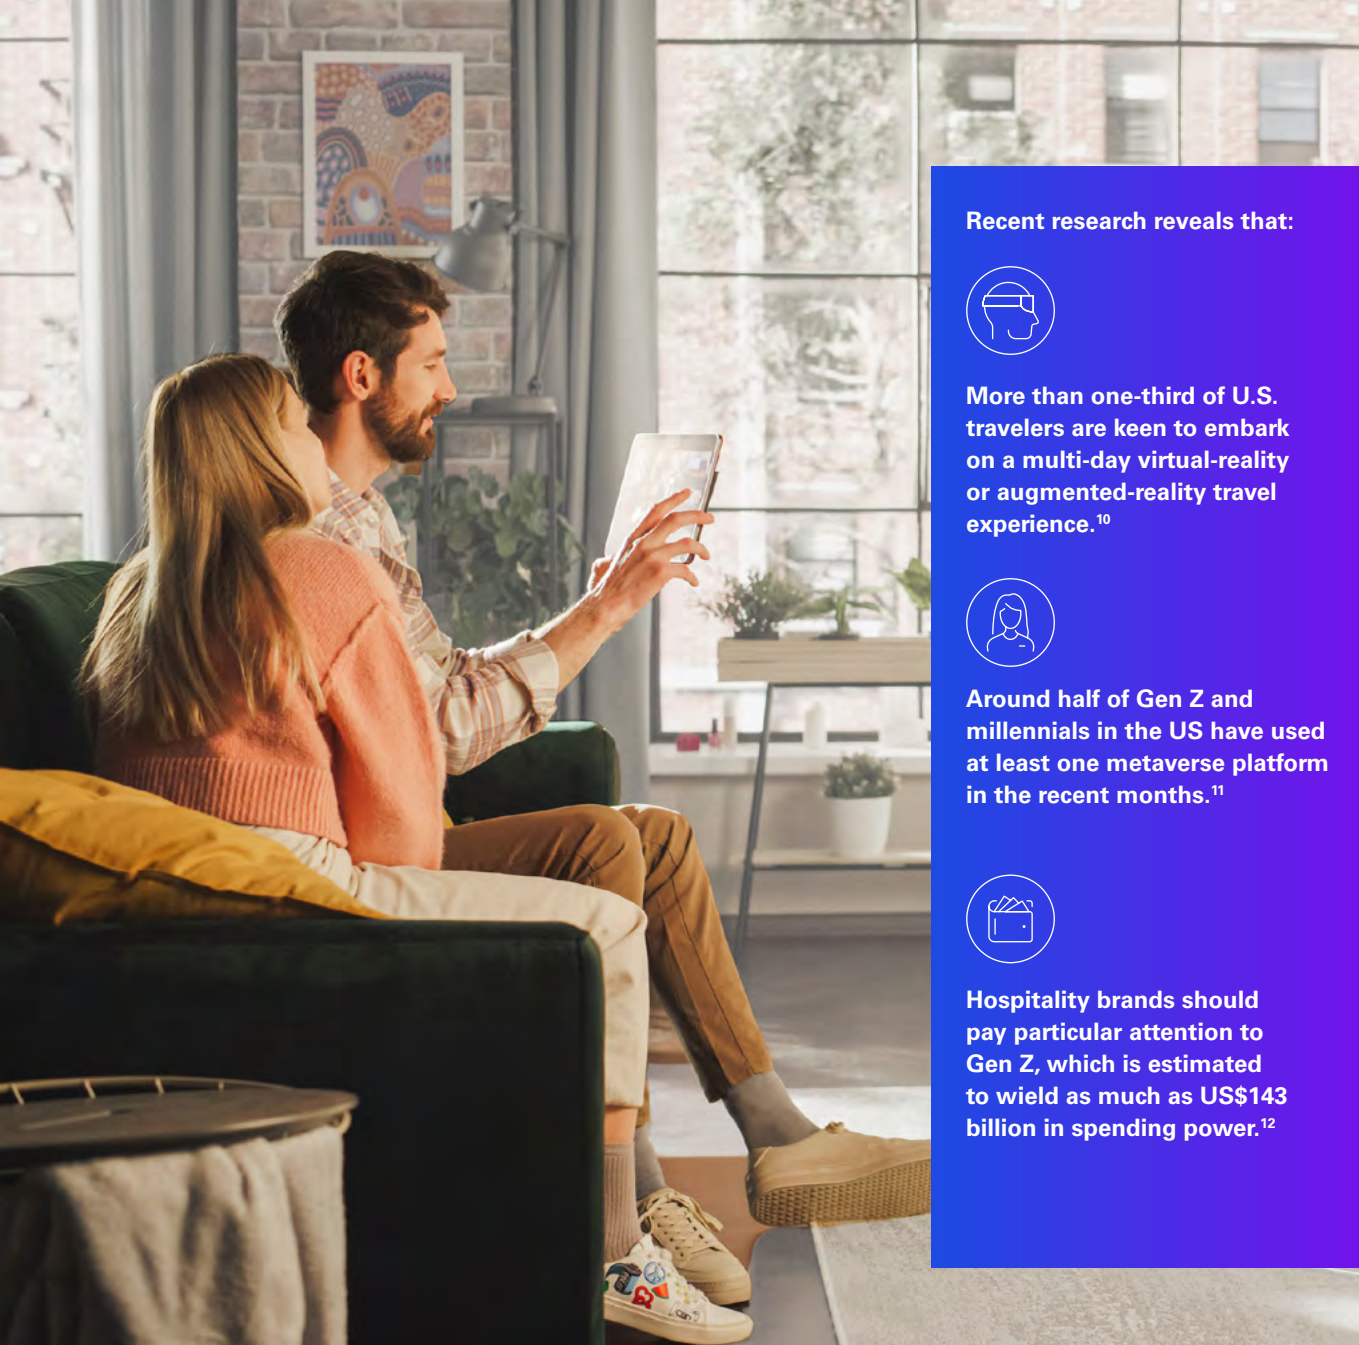 Recent research reveals that:
More than one-third of U.S.
travelers are keen to embark
on a multi-day virtual-reality
or augmented-reality travel
experience.10
Around half of Gen Z and
millennials in the US have used
at least one metaverse platform
in the recent months.11
Hospitality brands should
pay particular attention to
Gen Z, which is estimated
to wield as much as US$143
billion in spending power.12